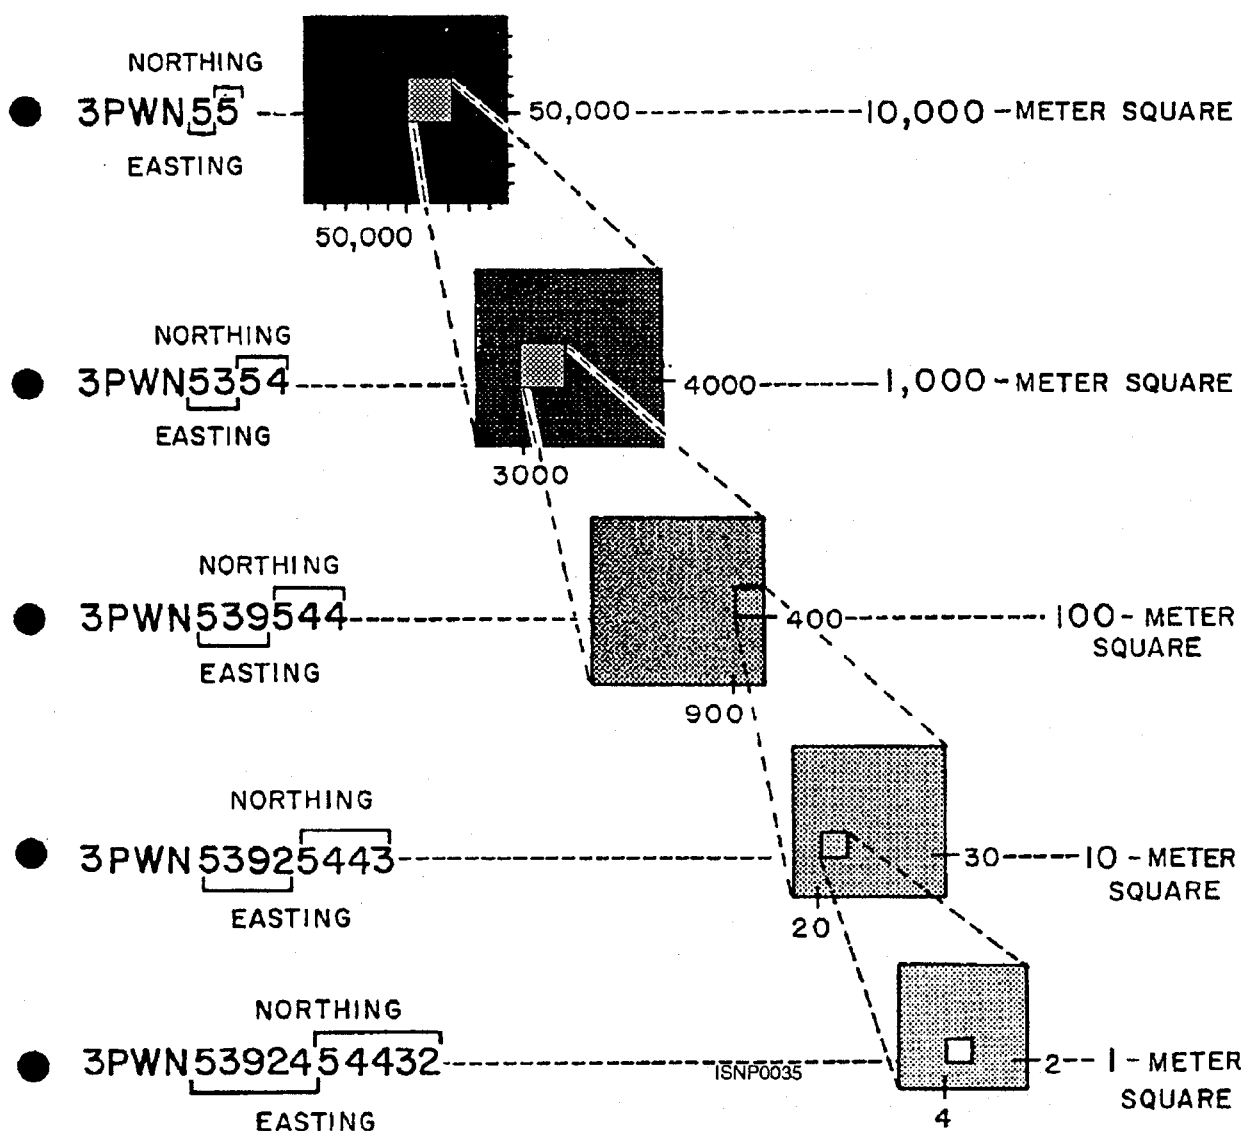 NORTHING
3PWN55 50,000 10,000-METER SQUARE
EASTING
50,000
NORTHING
3PWN5354 4000 1,000-METER SQUARE
EASTING
3000
NORTHING
3PWN539544 400 100-METER
SQUARE
EASTING
900
NORTHING
3PWN53925443 30 10-METER
SQUARE
EASTING
20
NORTHING
3PWN5392454432 2 1-METER
ISNP0035
SQUARE
EASTING
4